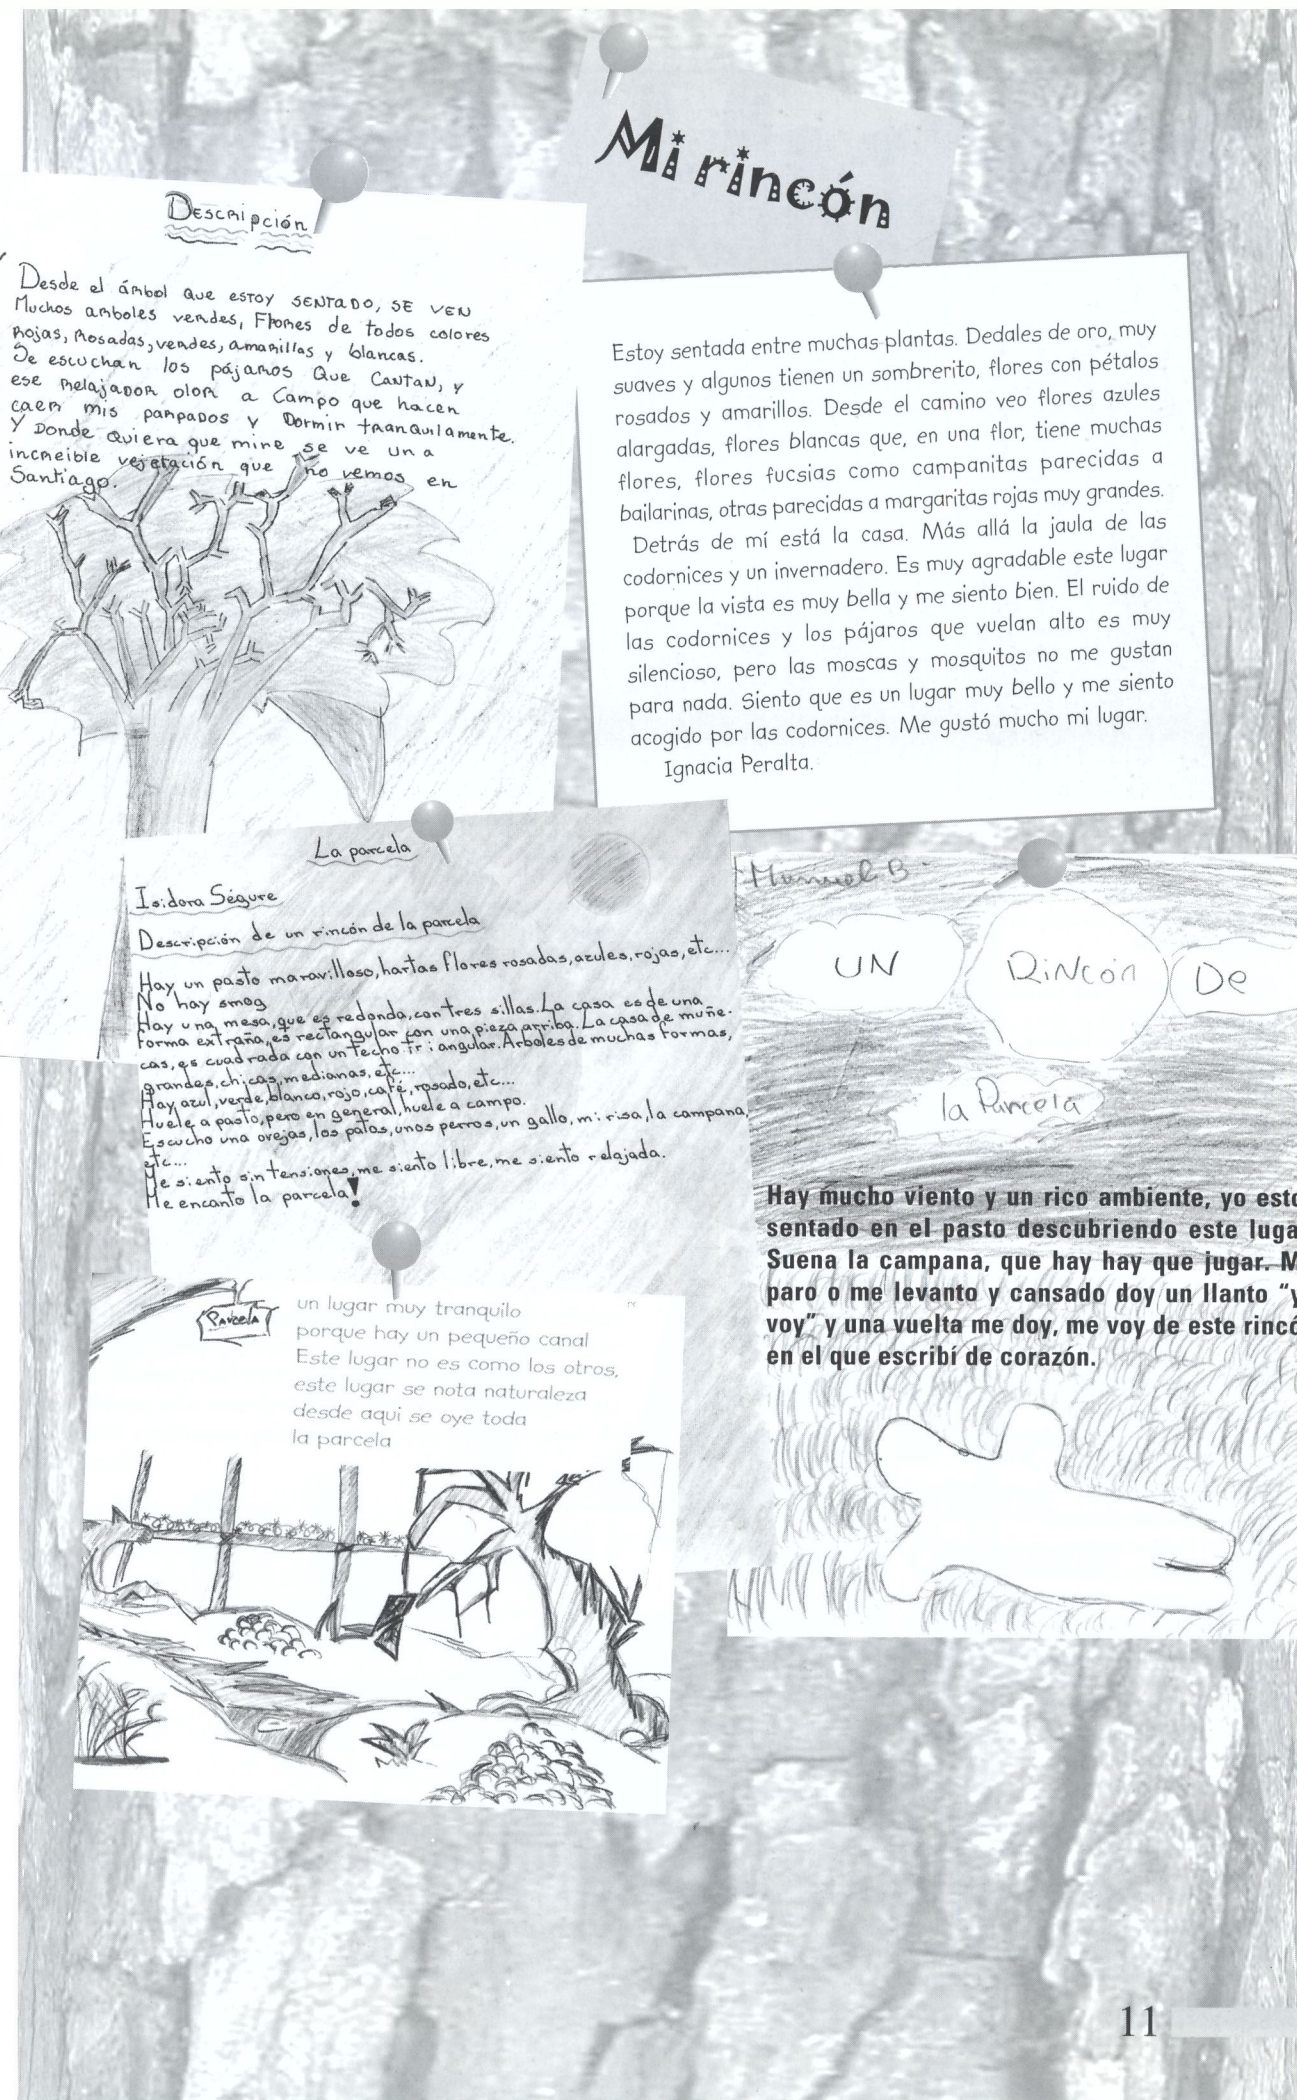 Mi rincón
Descripción
Desde el árbol que estoy sentado, se ven
Muchos arboles verdes, Flores de todos colores
Rojas, Rosadas, verdes, amarillas y blancas.
Se escuchan los pájaros Que Cantan, y
ese relajador olor a Campo que hacen
caer mis parpados y Dormir tranquilamente.
Y Donde quiera que mire se ve una
increible vejetación que no vemos en
Santiago.
Estoy sentada entre muchas plantas. Dedales de oro, muy
suaves y algunos tienen un sombrerito, flores con pétalos
rosados y amarillos. Desde el camino veo flores azules
alargadas, flores blancas que, en una flor, tiene muchas
flores, flores fucsias como campanitas parecidas a
bailarinas, otras parecidas a margaritas rojas muy grandes.
Detrás de mí está la casa. Más allá la jaula de las
codornices y un invernadero. Es muy agradable este lugar
porque la vista es muy bella y me siento bien. El ruido de
las codornices y los pájaros que vuelan alto es muy
silencioso, pero las moscas y mosquitos no me gustan
para nada. Siento que es un lugar muy bello y me siento
acogido por las codornices. Me gustó mucho mi lugar.
Ignacia Peralta.
La parcela
Isidora Ségure
Descripción de un rincón de la parcela
Hay un pasto maravilloso, hartas flores rosadas, azules, rojas, etc...
No hay smog
Hay una mesa, que es redonda, con tres sillas. La casa es de una
forma extraña, es rectangular con una pieza arriba. La casa de muñe-
cas, es cuadrada con un techo triangular. Arboles de muchas formas,
grandes, chicas, medianas, etc...
Hay azul, verde, blanco, rojo, café, rosado, etc...
Huele a pasto, pero en general, huele a campo.
Escucho una ovejas, los patos, unos perros, un gallo, mi risa, la campana,
etc...
Me siento sin tensiones, me siento libre, me siento relajada.
Me encanto la parcela!
Manuel B.
UN RiNCón De
la Parcela
Hay mucho viento y un rico ambiente, yo esto
sentado en el pasto descubriendo este luga
Suena la campana, que hay hay que jugar. M
paro o me levanto y cansado doy un llanto “y
voy” y una vuelta me doy, me voy de este rincó
en el que escribí de corazón.
Parcela
un lugar muy tranquilo
porque hay un pequeño canal
Este lugar no es como los otros,
este lugar se nota naturaleza
desde aqui se oye toda
la parcela
11